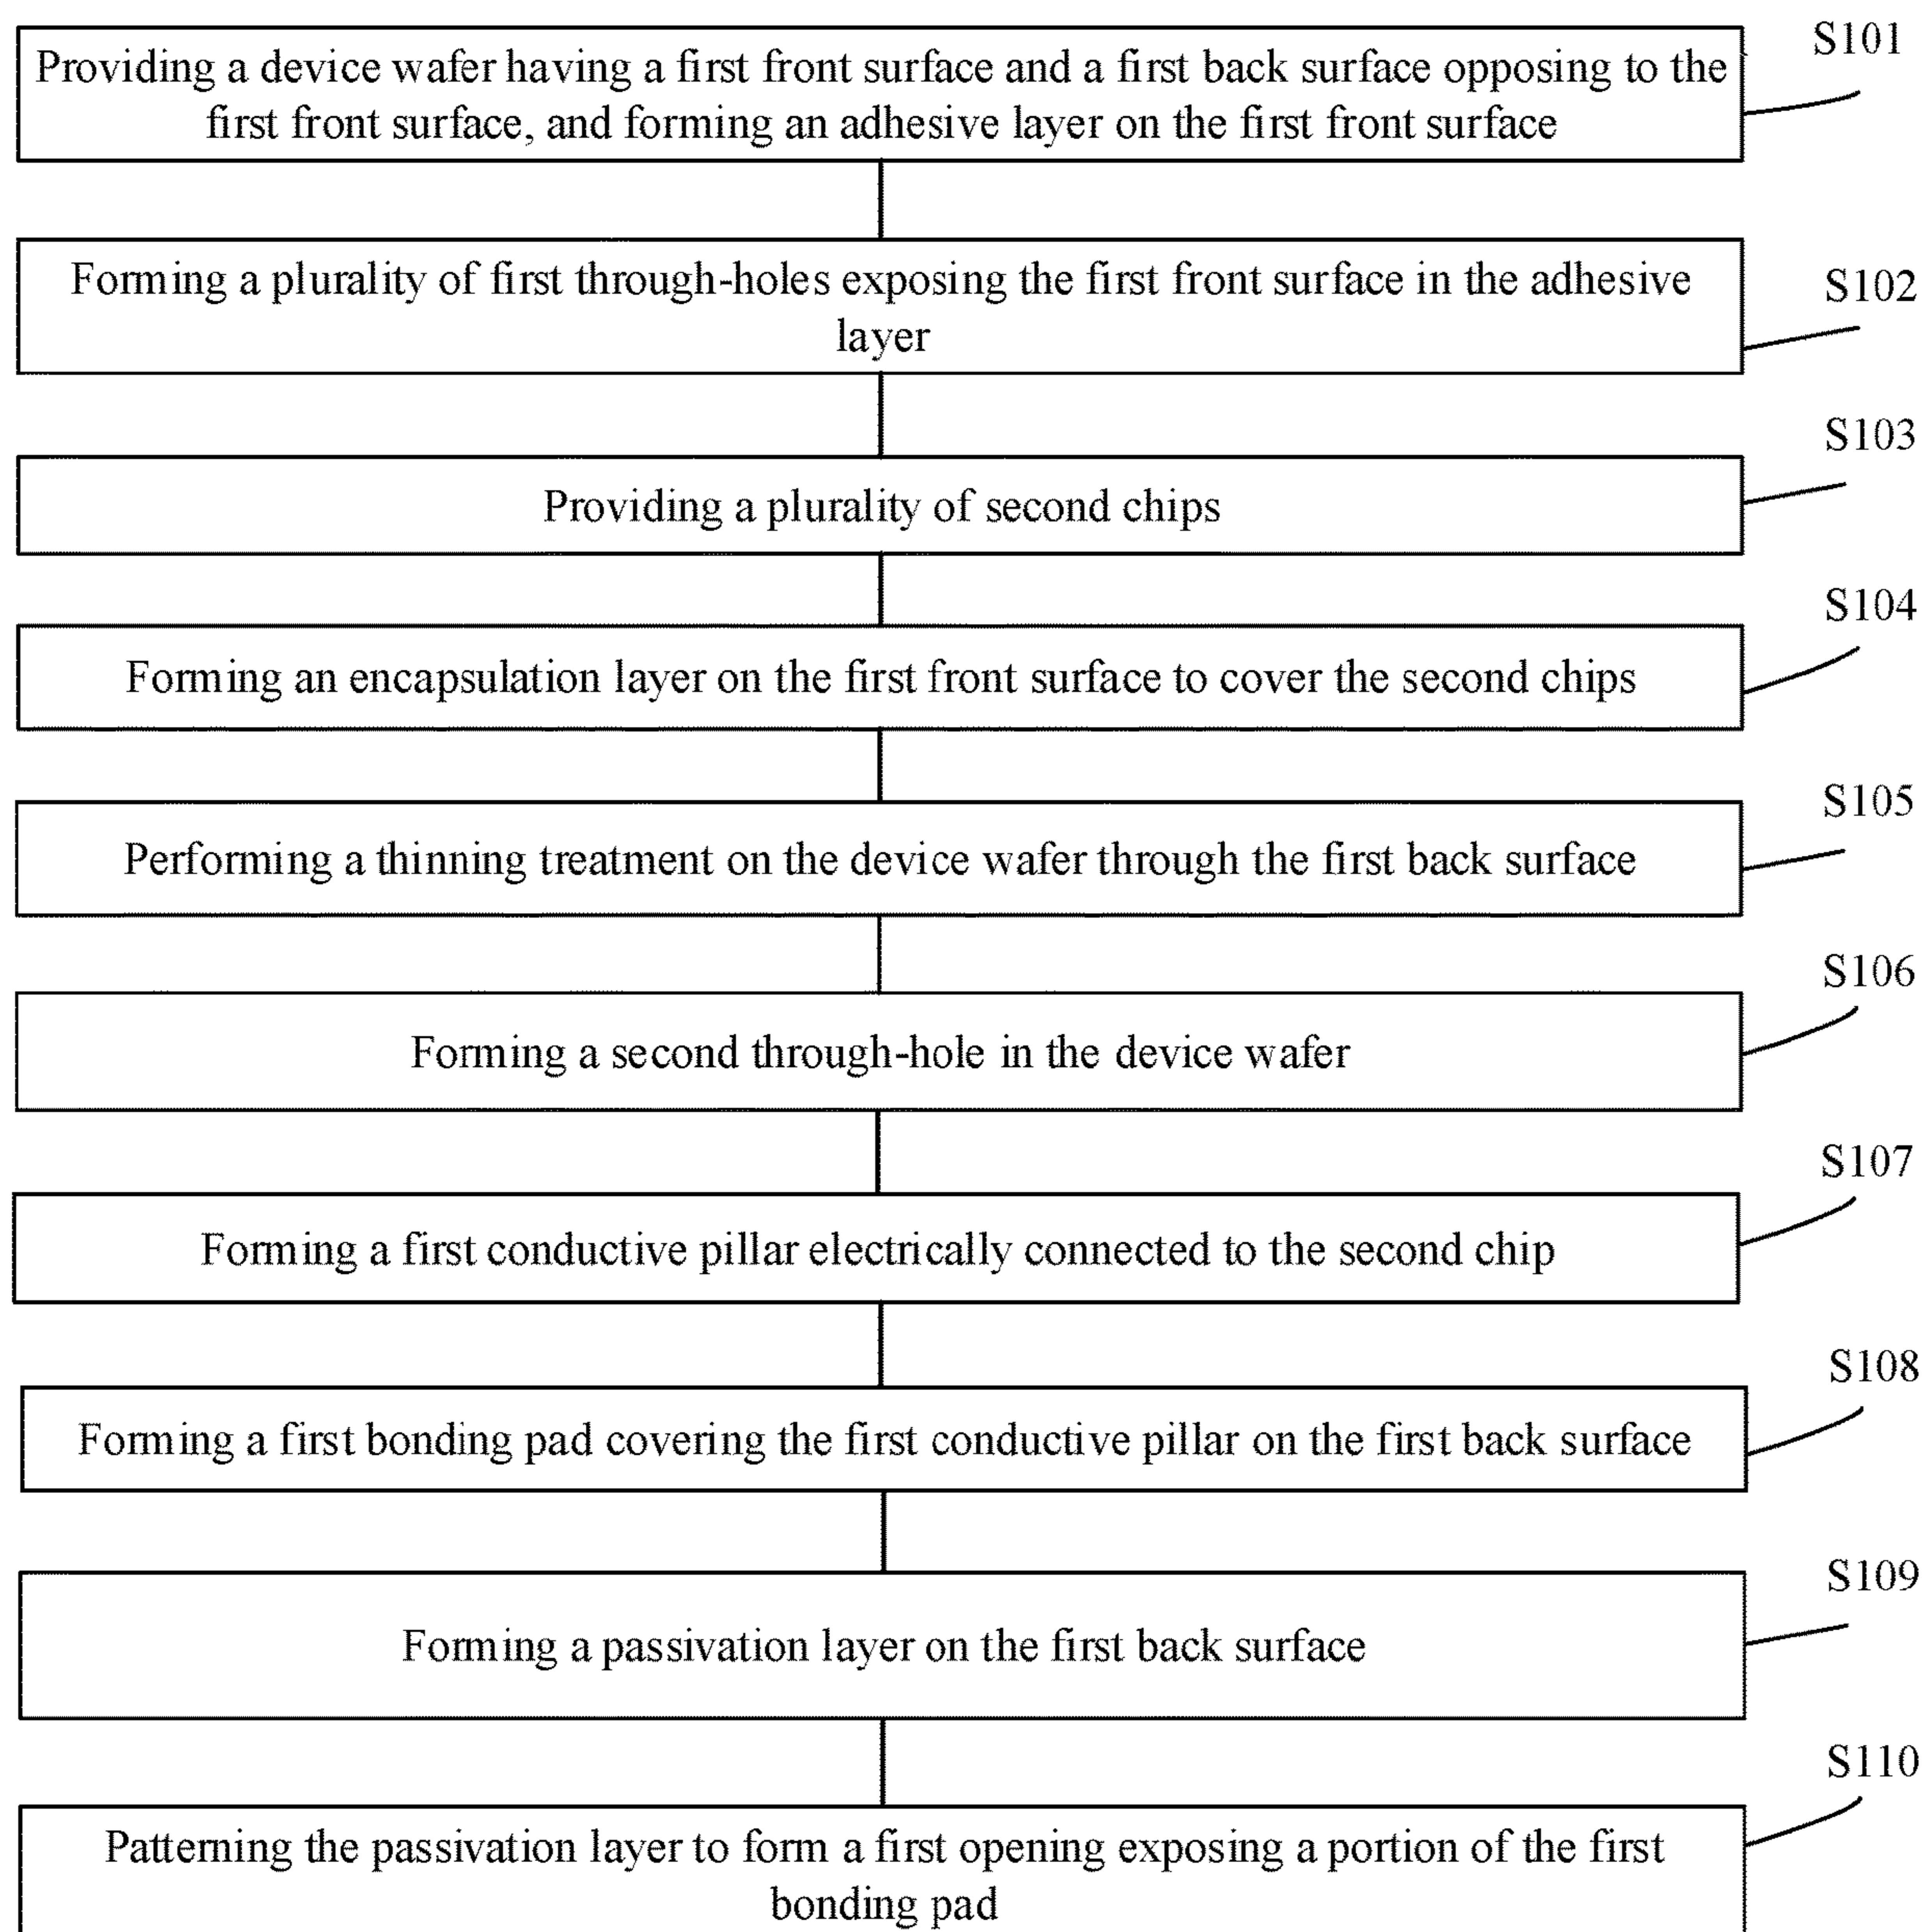 S101
Providing a device wafer having a first front surface and a first back surface opposing to the
first front surface, and forming an adhesive layer on the first front surface
S102
Forming a plurality of first through-holes exposing the first front surface in the adhesive
layer
S103
Providing a plurality of second chips
S104
Forming an encapsulation layer on the first front surface to cover the second chips
S105
Performing a thinning treatment on the device wafer through the first back surface
S106
Forming a second through-hole in the device wafer
S107
Forming a first conductive pillar electrically connected to the second chip
S108
Forming a first bonding pad covering the first conductive pillar on the first back surface
S109
Forming a passivation layer on the first back surface
S110
Patterning the passivation layer to form a first opening exposing a portion of the first
bonding pad